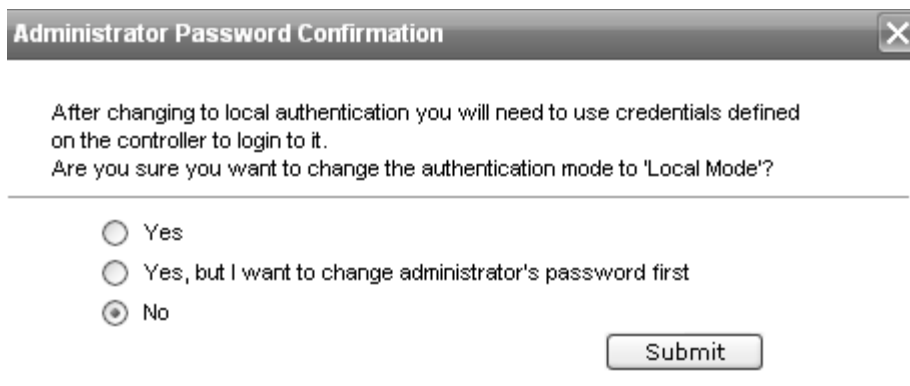 Administrator Password Confirmation
After changing to local authentication you will need to use credentials defined
on the controller to login to it.
Are you sure you want to change the authentication mode to 'Local Mode'?
Yes
Yes, but I want to change administrator's password first
No
Submit